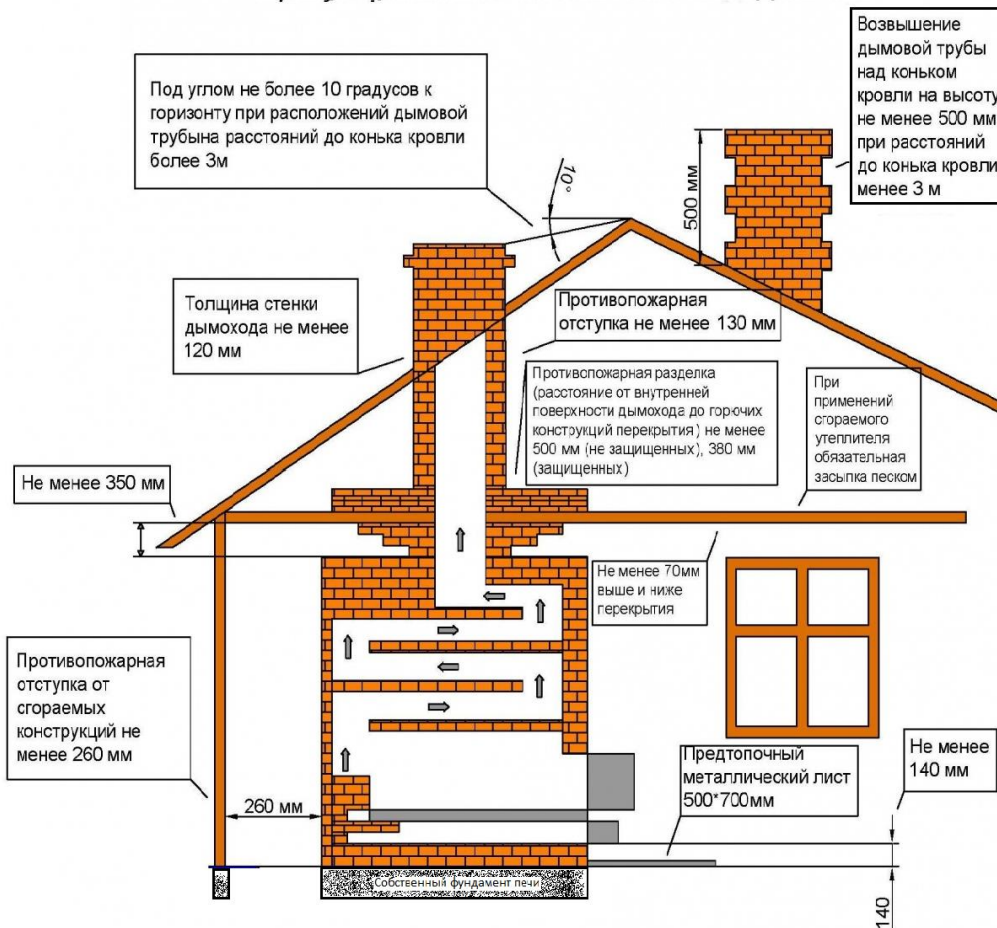 Под углом не более 10 градусов к
горизонту при расположений дымовой
трубына расстояний до конька кровли
более 3м
Возвышение
дымовой трубы
над коньком
кровли на высоту
не менее 500 мм
при расстояний
до конька кровли
менее 3 м
10°
500 мм
Толщина стенки
дымохода не менее
120 мм
Противопожарная
отступка не менее 130 мм
Противопожарная разделка
(расстояние от внутренней
поверхности дымохода до горючих
конструкций перекрытия) не менее
500 мм (не защищенных), 380 мм
(защищенных)
При
применений
сгораемого
утеплителя
обязательная
засыпка песком
Не менее 350 мм
Не менее 70мм
выше и ниже
перекрытия
Противопожарная
отступка от
сгораемых
конструкций не
менее 260 мм
260 мм
Предтопочный
металлический лист
500*700мм
Не менее
140 мм
140
Собственный фундамент печи